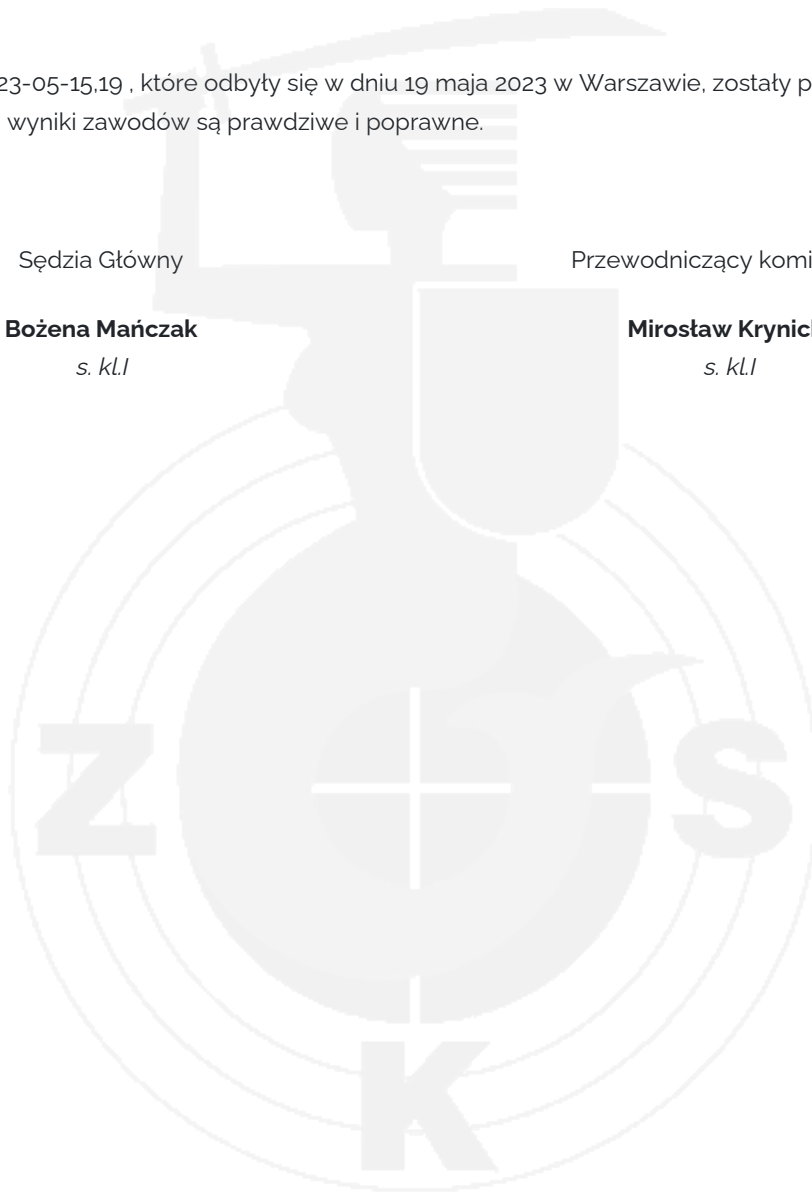 23-05-15,19 , które odbyły się w dniu 19 maja 2023 w Warszawie, zostały p
wyniki zawodów są prawdziwe i poprawne.
Sędzia Główny
Przewodniczący komi
Bożena Mańczak
Mirosław Krynic
s. kl.I
s. kl.I
Z
S
K